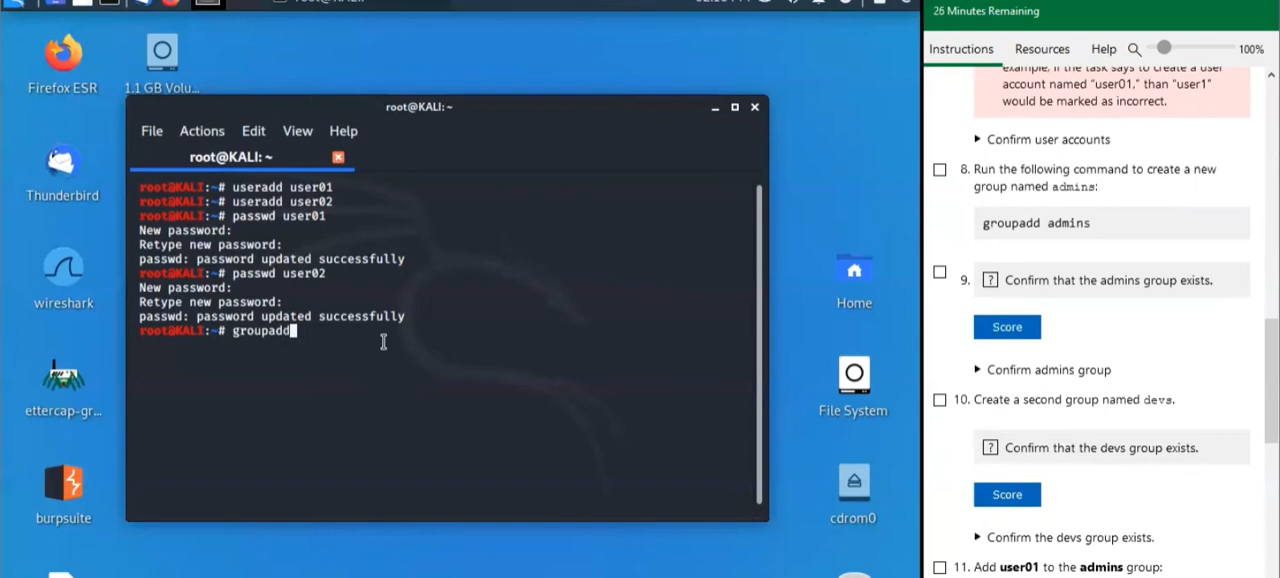 root@KALI: ~
26 Minutes Remaining
Instructions
Resources
Help
100%
Firefox ESR
1.1 GB Volu...
Thunderbird
wireshark
ettercap-gr...
burpsuite
root@KALI: ~
File
Actions
Edit
View
Help
root@KALI: ~
root@KALI:~# useradd user01
root@KALI:~# useradd user02
root@KALI:~# passwd user01
New password:
Retype new password:
passwd: password updated successfully
root@KALI:~# passwd user02
New password:
Retype new password:
passwd: password updated successfully
root@KALI:~# groupadd
Home
File System
cdrom0
example, if the task says to create a user
account named "user01," than "user1"
would be marked as incorrect.
Confirm user accounts
8. Run the following command to create a new
group named admins:
groupadd admins
9.
? Confirm that the admins group exists.
Score
Confirm admins group
10. Create a second group named devs.
? Confirm that the devs group exists.
Score
Confirm the devs group exists.
11. Add user01 to the admins group: